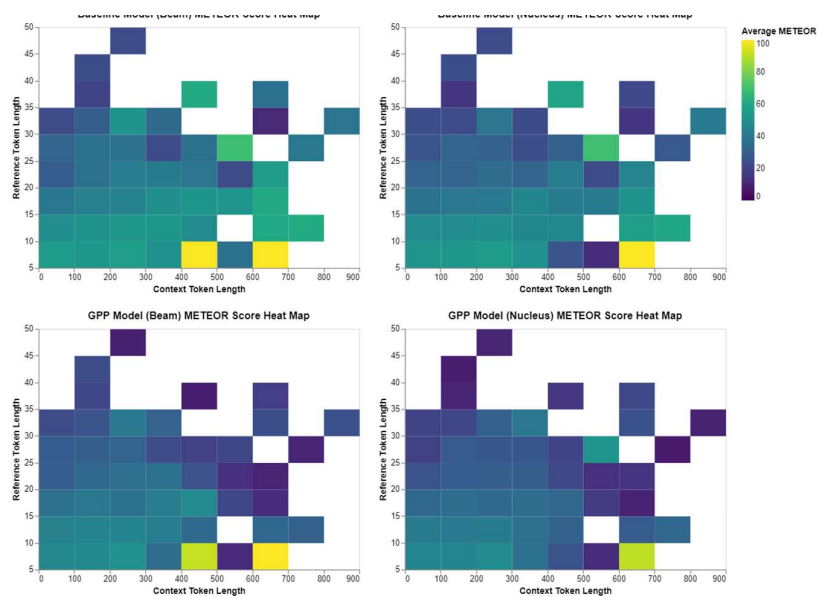 Baseline Model (Beam) METEOR Score Heat Map
Baseline Model (Nucleus) METEOR Score Heat Map
Average METEOR
100
80
60
40
20
0
Reference Token Length
50
45
40
35
30
25
20
15
10
5
0 100 200 300 400 500 600 700 800 900
Context Token Length
Reference Token Length
50
45
40
35
30
25
20
15
10
5
0 100 200 300 400 500 600 700 800 900
Context Token Length
GPP Model (Beam) METEOR Score Heat Map
Reference Token Length
50
45
40
35
30
25
20
15
10
5
0 100 200 300 400 500 600 700 800 900
Context Token Length
GPP Model (Nucleus) METEOR Score Heat Map
Reference Token Length
50
45
40
35
30
25
20
15
10
5
0 100 200 300 400 500 600 700 800 900
Context Token Length